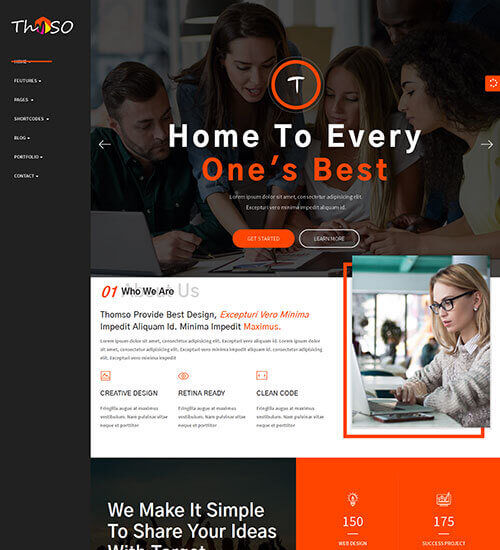 ThomSO
HOME
FEUTURES
PAGES
SHORTCODES
BLOG
PORTFOLIO
CONTACT
T
Home To Every
One's Best
Lorem ipsum dolor sit amet, consectetur adipisicing elit.
Excepturi vero minima impedit aliquam id.
GET STARTED
LEARN MORE
About Us
01 Who We Are
Thomso Provide Best Design, Excepturi Vero Minima
Impedit Aliquam Id. Minima Impedit Maximus.
Lorem ipsum dolor sit amet, consectetur adipisicing elit. Excepturi vero minima impedit aliquam id. Lorem ipsum dolor
sit amet, consectetur adipisicing elit. Excepturi vero minima impedit aliquam id. amet, consectetur adipisicing
elit. Excepturi vero minim impedit
CREATIVE DESIGN
Fringilla augue at maximus
vestibulum. Nam pulvinar vitae
neque et porttitor
RETINA READY
Fringilla augue at maximus
vestibulum. Nam pulvinar vitae
neque et porttitor
CLEAN CODE
Fringilla augue at maximus
vestibulum. Nam pulvinar vitae
neque et porttitor
We Make It Simple
To Share Your Ideas
With Target
150
WEB DESIGN
175
SUCCESS PROJECT